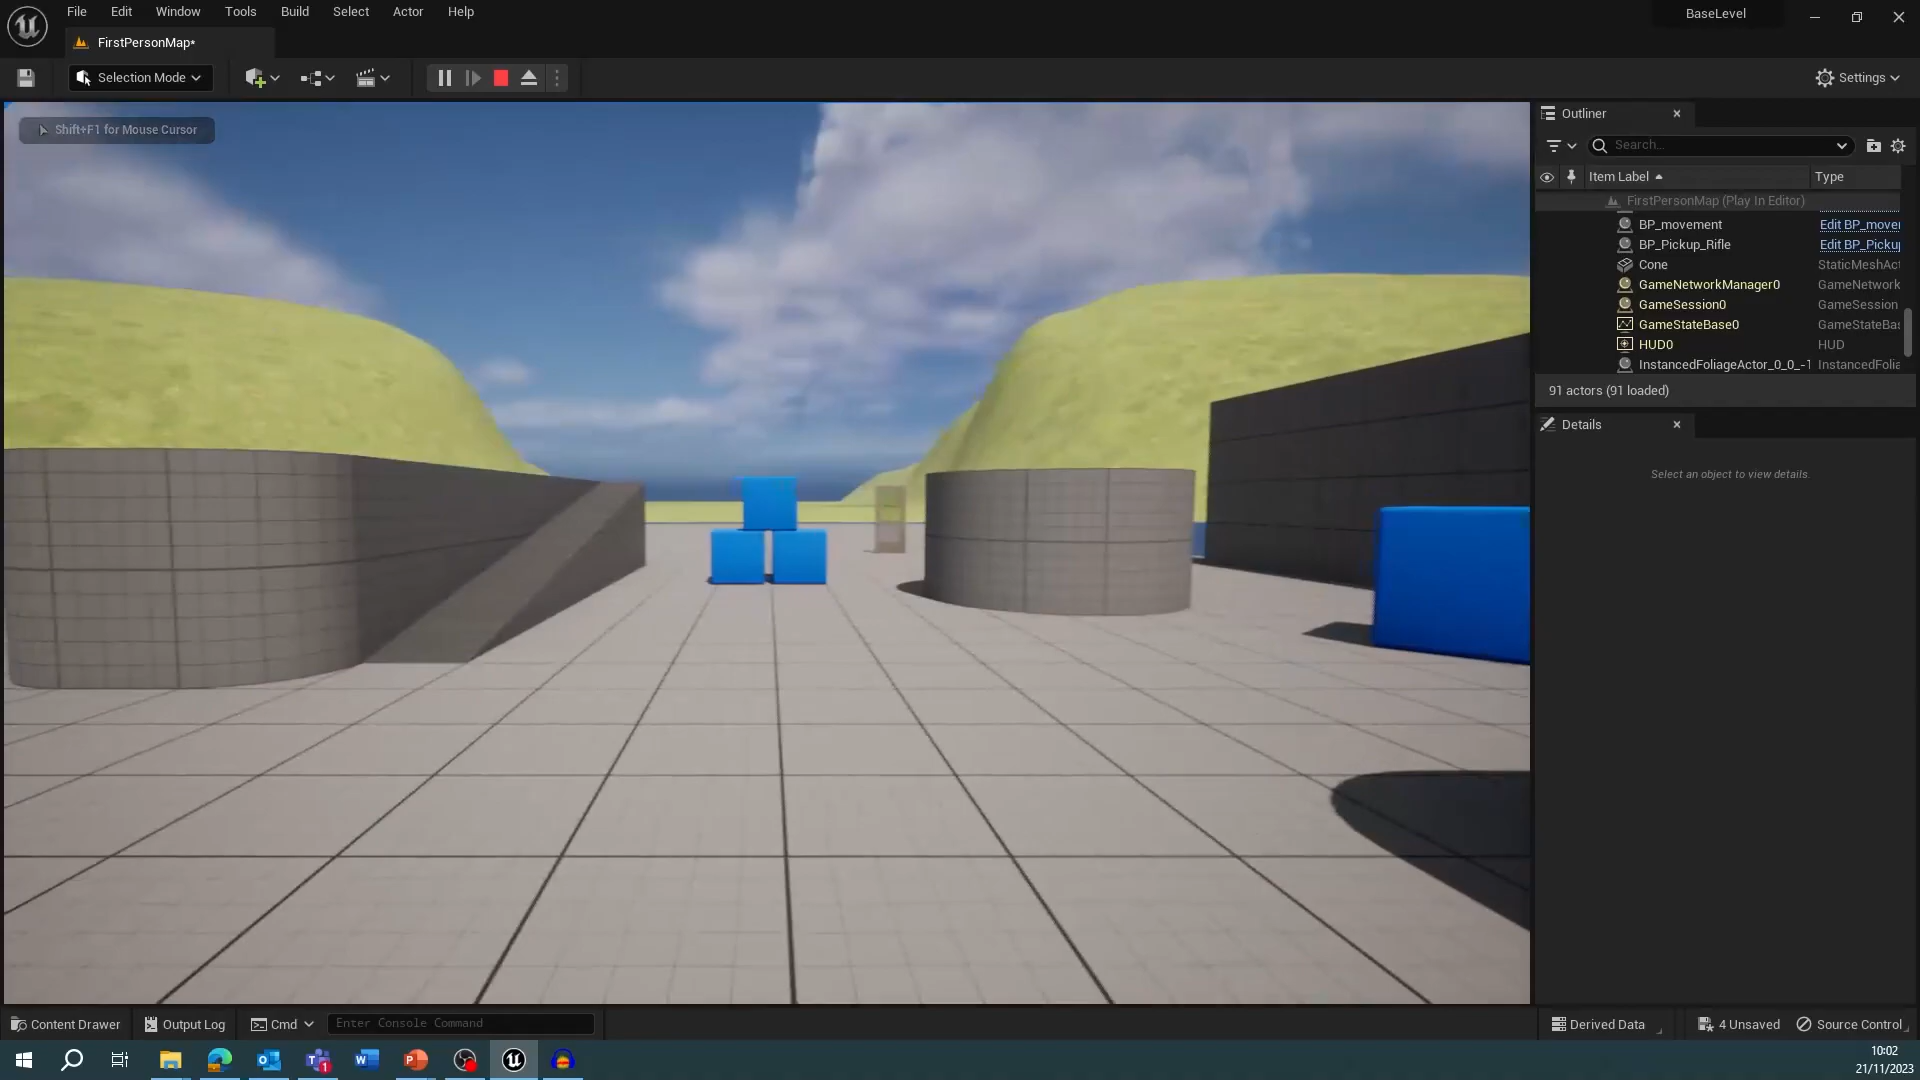 File Edit Window Tools Build Select Actor Help
BaseLevel
FirstPersonMap*
Selection Mode
Settings
Shift+F1 for Mouse Cursor
Outliner
Search...
Item Label Type
FirstPersonMap (Play In Editor)
BP_movement Edit BP_mover
BP_Pickup_Rifle Edit BP_Pickup
Cone StaticMeshAct
GameNetworkManager0 GameNetwork
GameSession0 GameSession
GameStateBase0 GameStateBas
HUD0 HUD
InstancedFoliageActor_0_0_-1 InstancedFolia
91 actors (91 loaded)
Details
Select an object to view details.
Content Drawer Output Log Cmd Enter Console Command Derived Data 4 Unsaved Source Control
10:02
21/11/2023